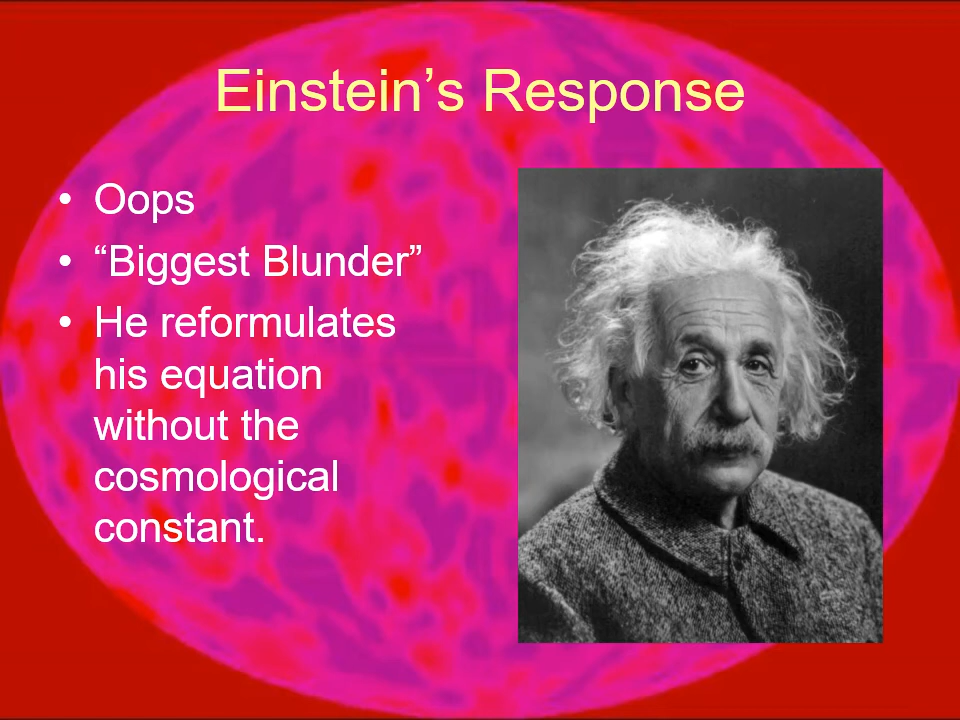 Einstein’s Response
• Oops
• “Biggest Blunder”
• He reformulates
his equation
without the
cosmological
constant.